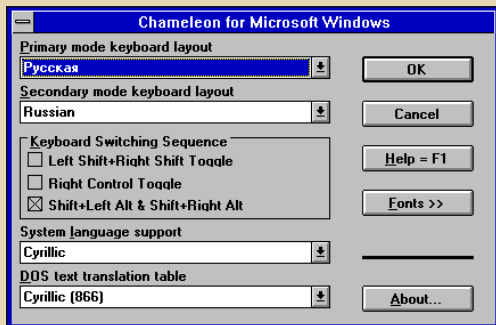 Chameleon for Microsoft Windows
Primary mode keyboard layout
Русская
OK
Secondary mode keyboard layout
Russian
Cancel
Keyboard Switching Sequence
Left Shift+Right Shift Toggle
Help = F1
Right Control Toggle
Shift+Left Alt & Shift+Right Alt
Fonts >>
System language support
Cyrillic
DOS text translation table
Cyrillic (866)
About...